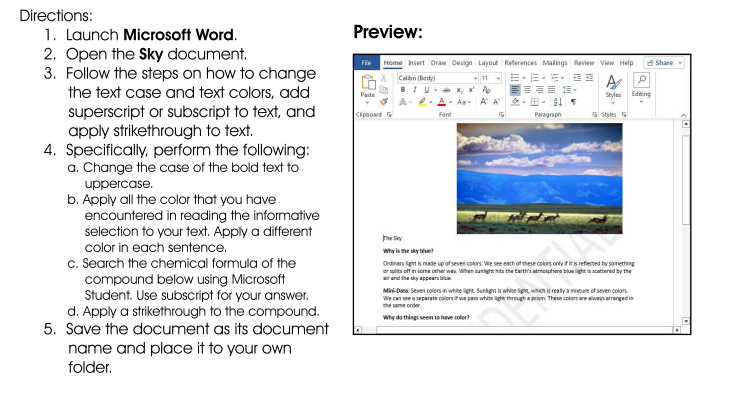 Directions:
1. Launch Microsoft Word.
2. Open the Sky document.
3. Follow the steps on how to change
the text case and text colors, add
superscript or subscript to text, and
apply strikethrough to text.
4. Specifically, perform the following:
a. Change the case of the bold text to
uppercase.
b. Apply all the color that you have
encountered in reading the informative
selection to your text. Apply a different
color in each sentence.
c. Search the chemical formula of the
compound below using Microsoft
Student. Use subscript for your answer.
d. Apply a strikethrough to the compound.
5. Save the document as its document
name and place it to your own
folder.
Preview:
File Home Insert Draw Design Layout References Mailings Review View Help Share
Calibri (Body) 11
Paste B I U ab x₂ x² Styles Editing
A A Aa A A
Clipboard Font Paragraph Styles
The Sky
Why is the sky blue?
Ordinary light is made up of seven colors. We see each of these colors only if it is reflected by something
or splits off in some other way. When sunlight hits the Earth's atmosphere blue light is scattered by the
air and the sky appears blue.
Mini-Data: Seven colors in white light. Sunlight is white light, which is really a mixture of seven colors.
We can see a separate colors if we pass white light through a prism. These colors are always arranged in
the same order.
Why do things seem to have color?